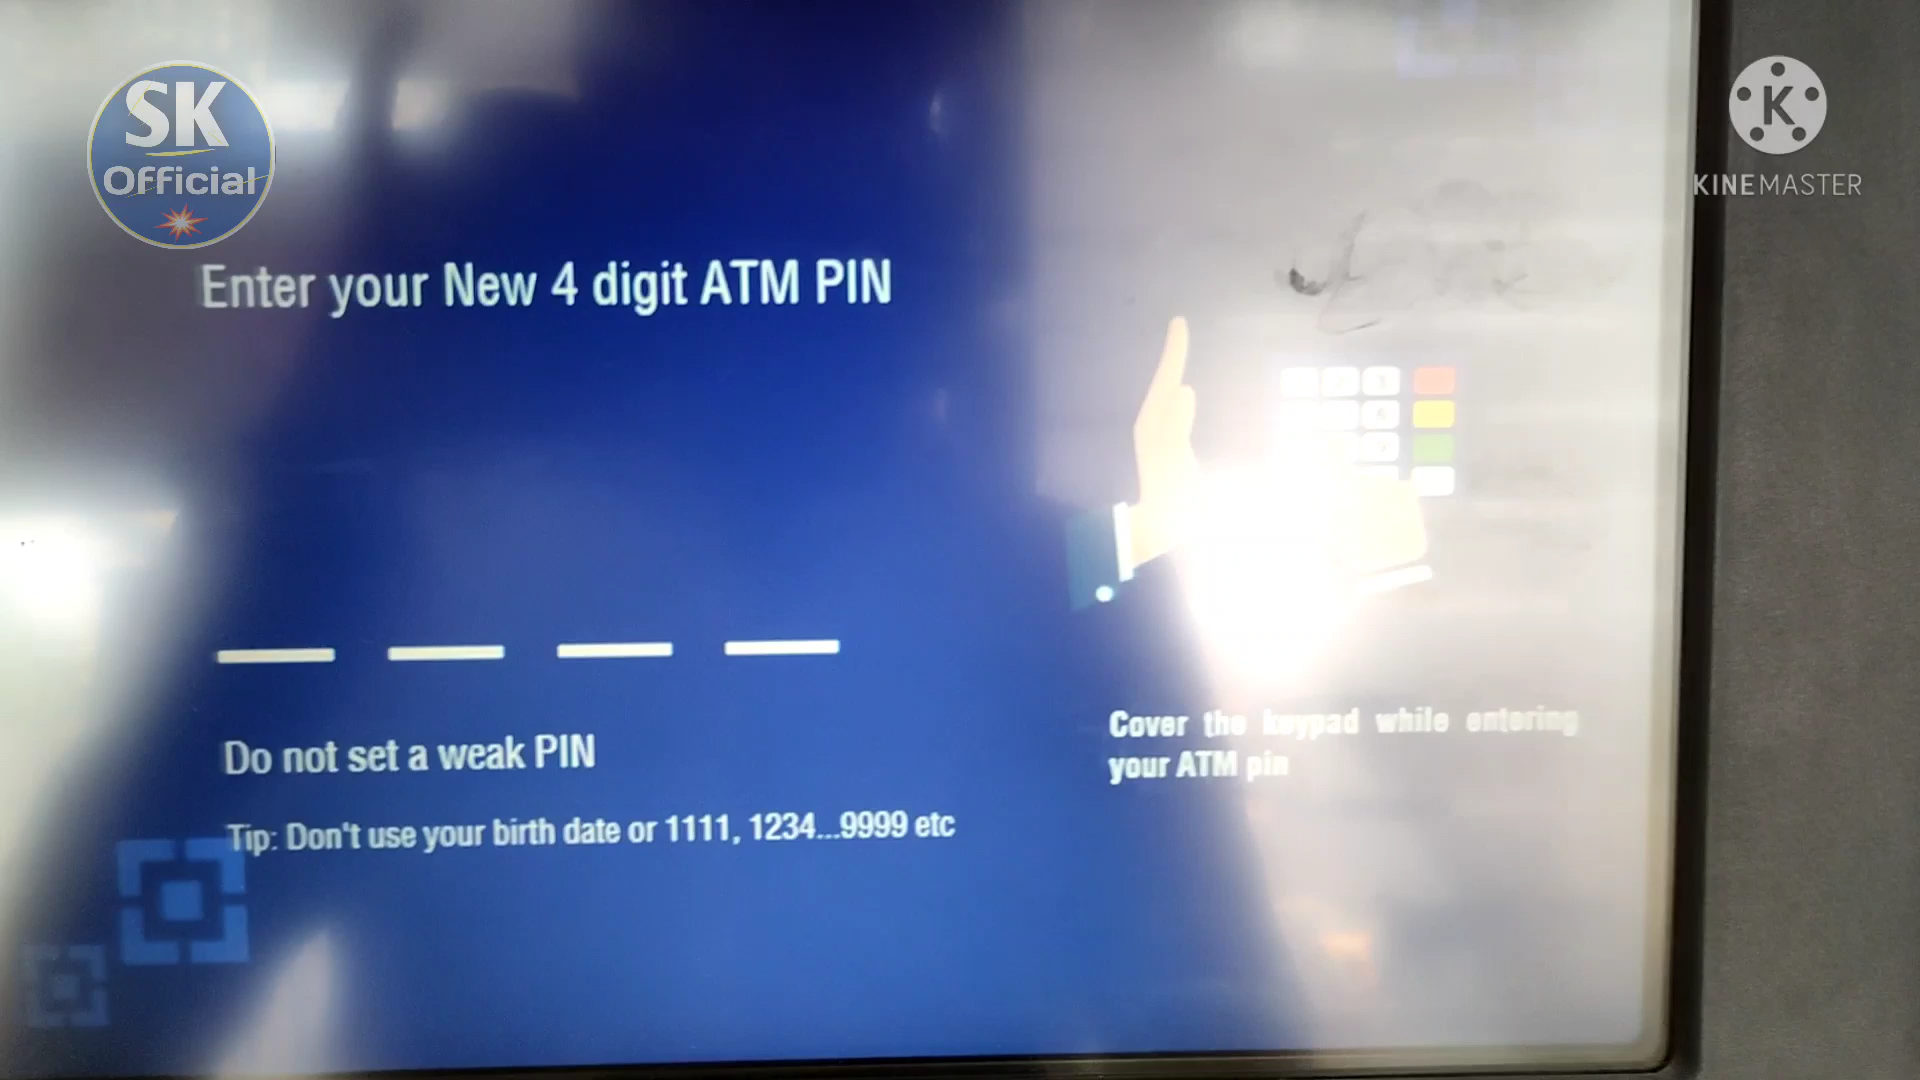 SK
Official
K
KINEMASTER
Enter your New 4 digit ATM PIN
Do not set a weak PIN
Tip: Don't use your birth date or 1111, 1234...9999 etc
Cover the keypad while entering
your ATM pin